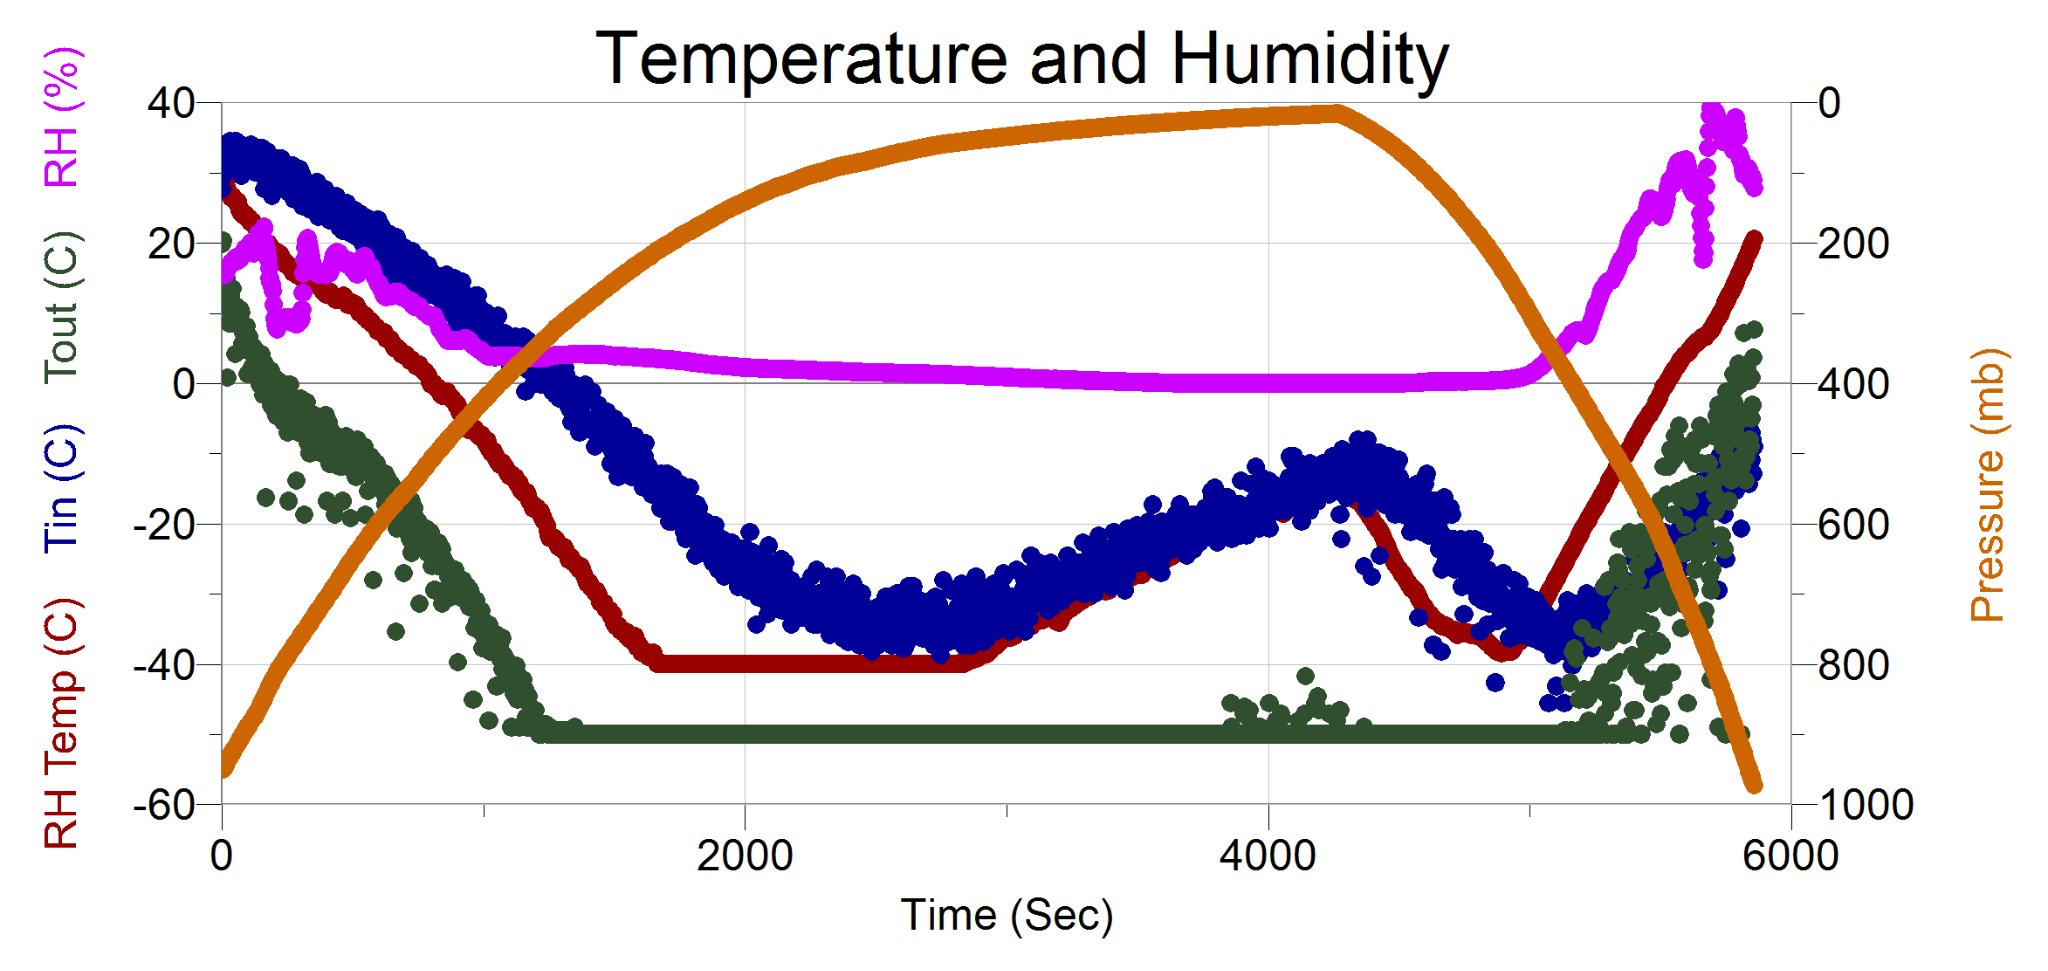 Temperature and Humidity
RH Temp (C) Tin (C) Tout (C) RH (%)
40
20
0
-20
-40
-60
0
200
400
600
800
1000
Pressure (mb)
0 2000 4000 6000
Time (Sec)